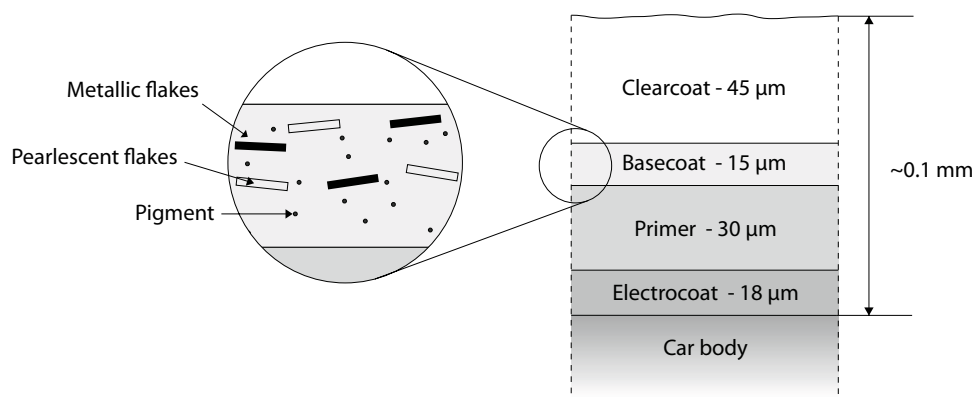 Metallic flakes
Pearlescent flakes
Pigment
Clearcoat - 45 µm
Basecoat - 15 µm
Primer - 30 µm
Electrocoat - 18 µm
Car body
~0.1 mm